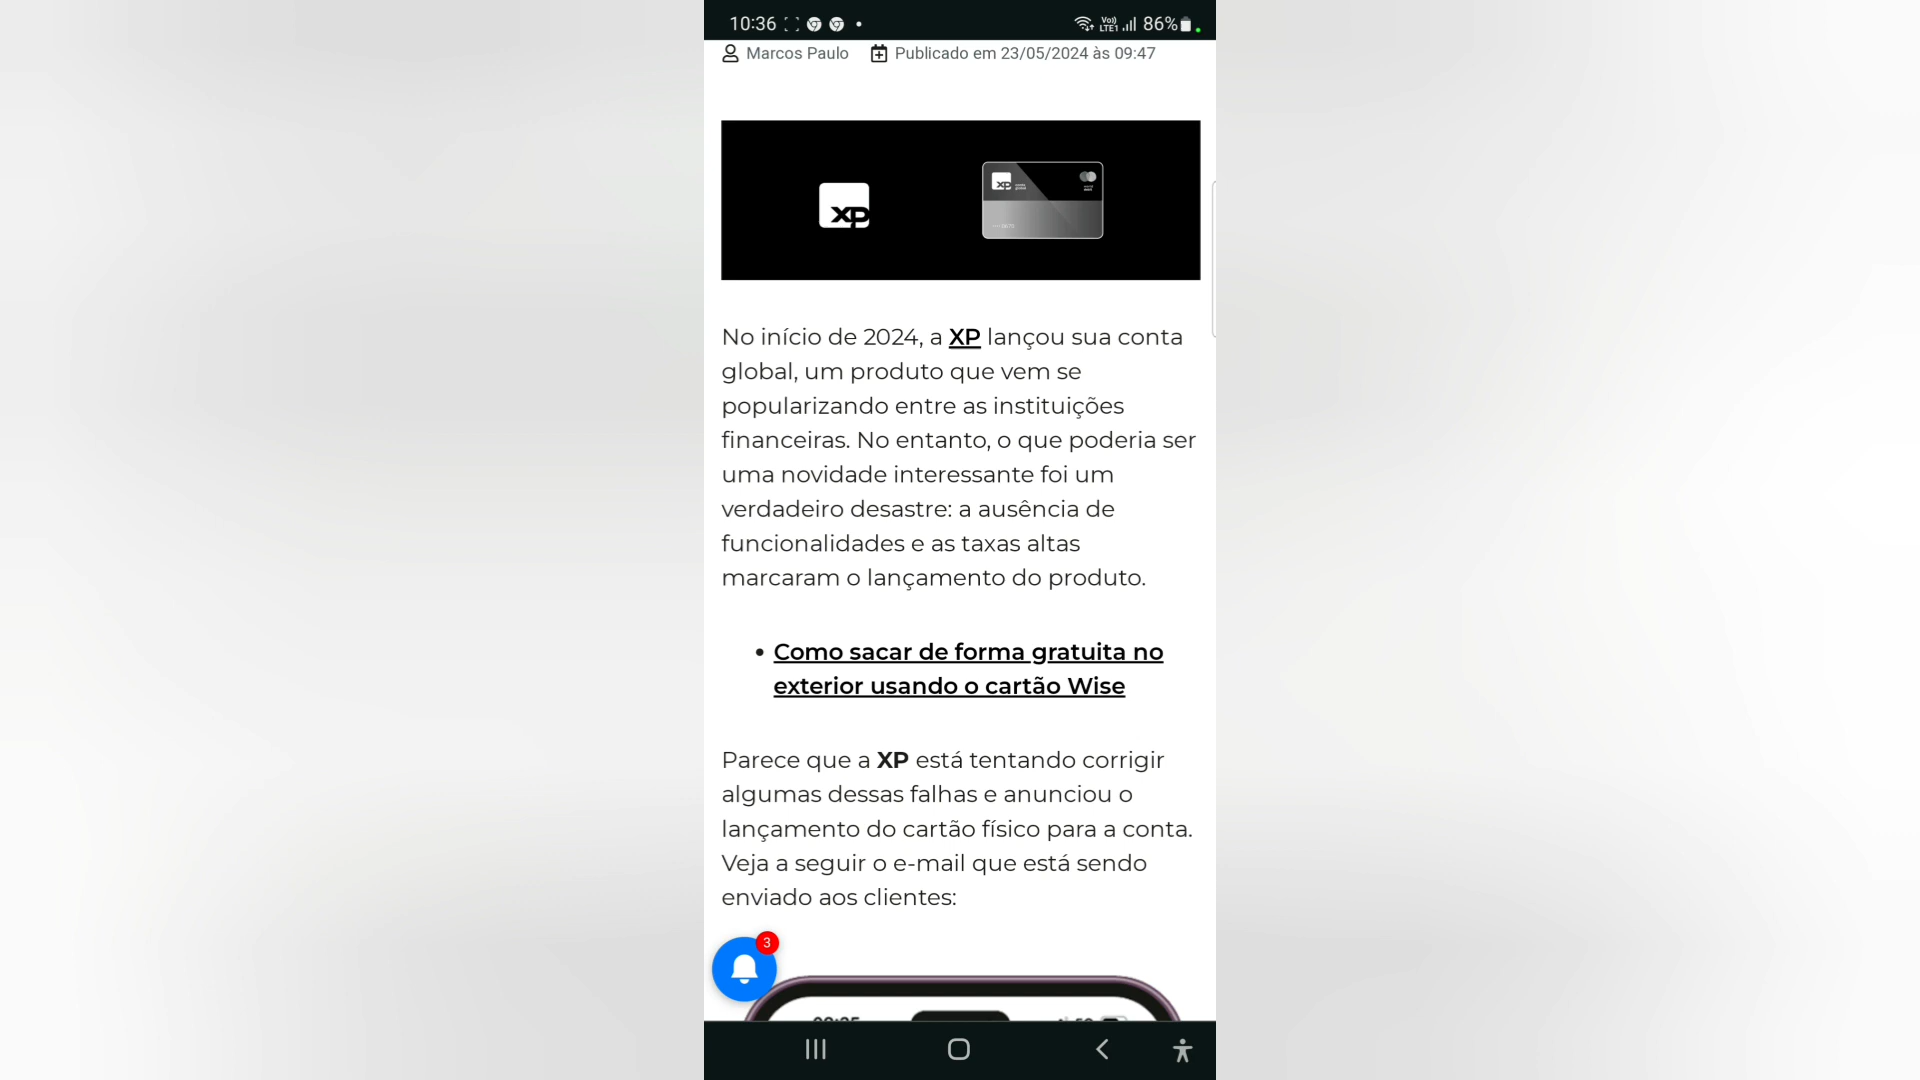 10:36
Vo))
LTE1
86%
Marcos Paulo
Publicado em 23/05/2024 às 09:47
XP
XP
No início de 2024, a XP lançou sua conta
global, um produto que vem se
popularizando entre as instituições
financeiras. No entanto, o que poderia ser
uma novidade interessante foi um
verdadeiro desastre: a ausência de
funcionalidades e as taxas altas
marcaram o lançamento do produto.
• Como sacar de forma gratuita no
exterior usando o cartão Wise
Parece que a XP está tentando corrigir
algumas dessas falhas e anunciou o
lançamento do cartão físico para a conta.
Veja a seguir o e-mail que está sendo
enviado aos clientes:
3